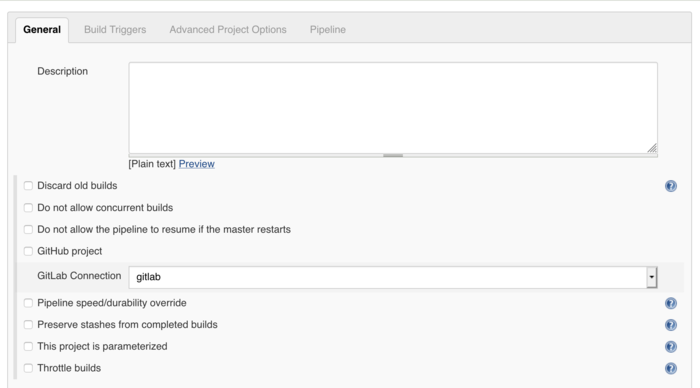 General Build Triggers Advanced Project Options Pipeline
Description
[Plain text] Preview
Discard old builds
Do not allow concurrent builds
Do not allow the pipeline to resume if the master restarts
GitHub project
GitLab Connection gitlab
Pipeline speed/durability override
Preserve stashes from completed builds
This project is parameterized
Throttle builds